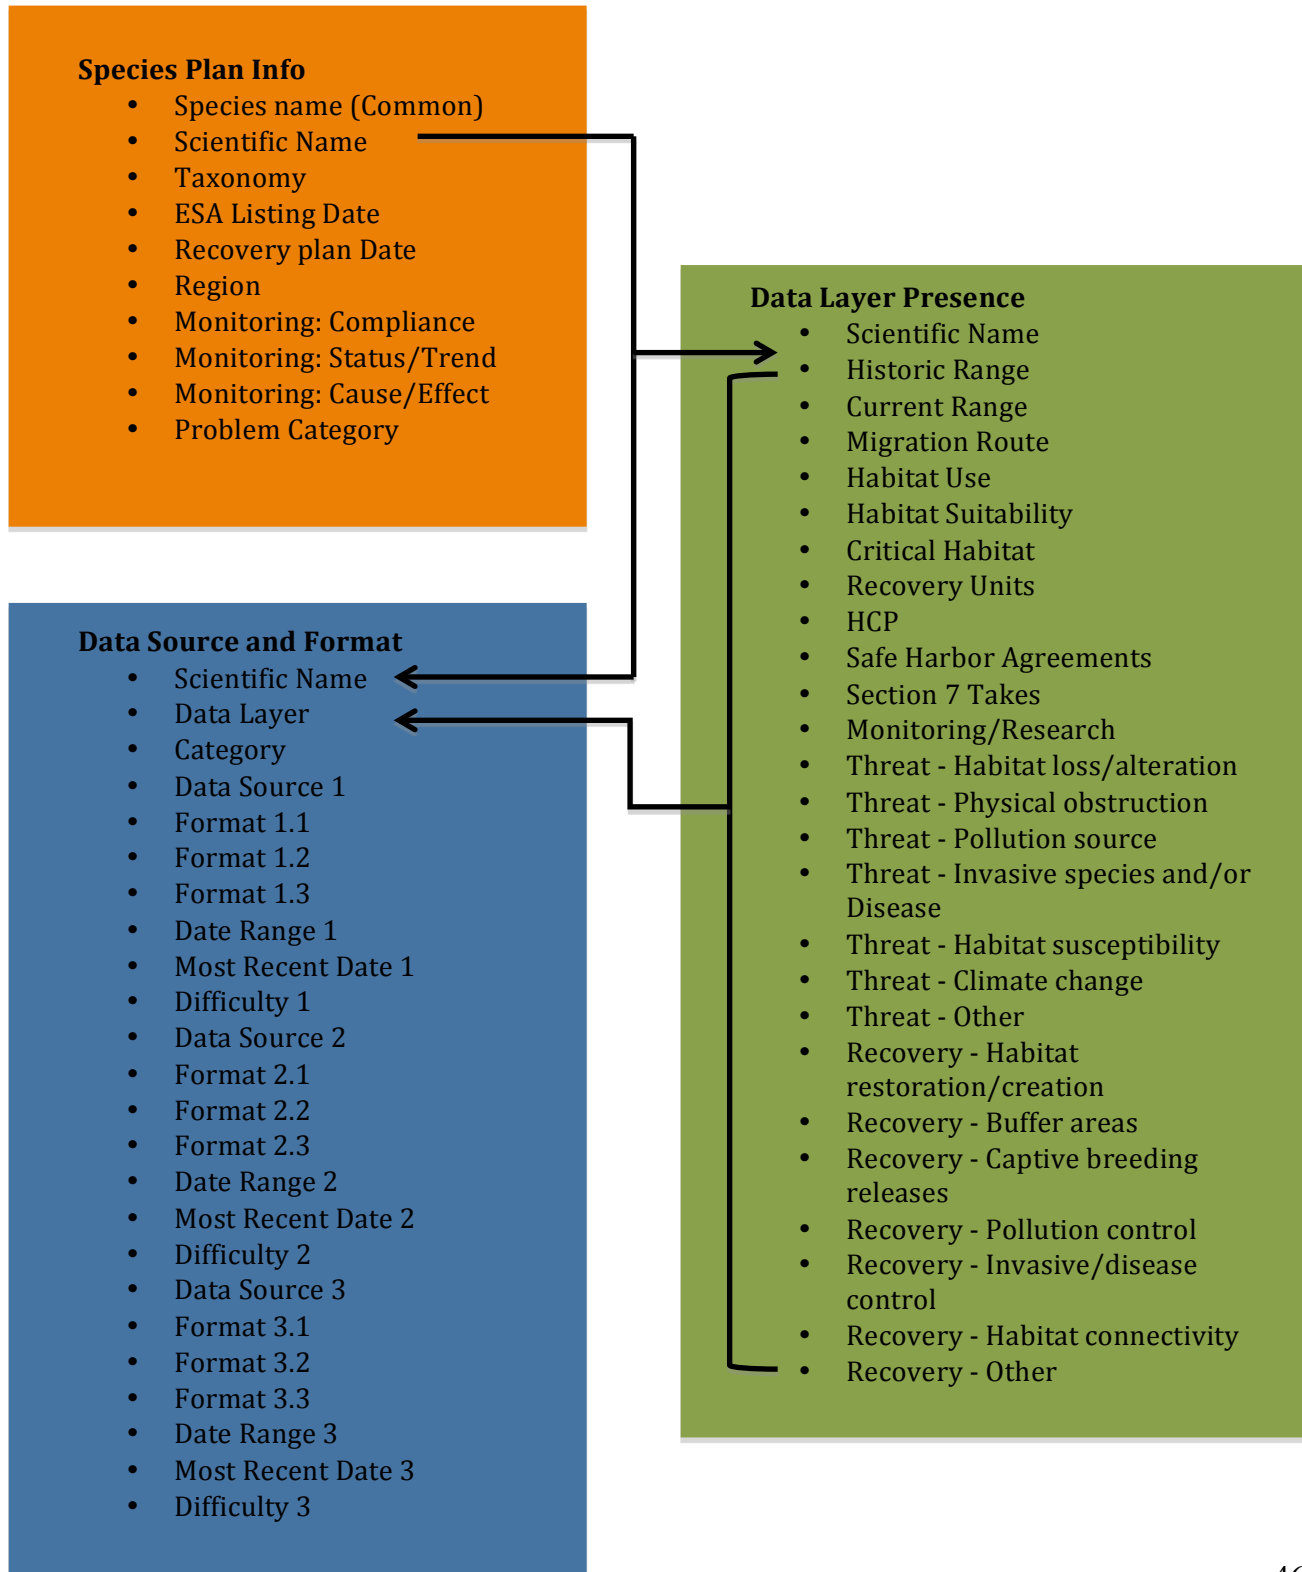 Species Plan Info
• Species name (Common)
• Scientific Name
• Taxonomy
• ESA Listing Date
• Recovery plan Date
• Region
• Monitoring: Compliance
• Monitoring: Status/Trend
• Monitoring: Cause/Effect
• Problem Category
Data Source and Format
• Scientific Name
• Data Layer
• Category
• Data Source 1
• Format 1.1
• Format 1.2
• Format 1.3
• Date Range 1
• Most Recent Date 1
• Difficulty 1
• Data Source 2
• Format 2.1
• Format 2.2
• Format 2.3
• Date Range 2
• Most Recent Date 2
• Difficulty 2
• Data Source 3
• Format 3.1
• Format 3.2
• Format 3.3
• Date Range 3
• Most Recent Date 3
• Difficulty 3
Data Layer Presence
• Scientific Name
• Historic Range
• Current Range
• Migration Route
• Habitat Use
• Habitat Suitability
• Critical Habitat
• Recovery Units
• HCP
• Safe Harbor Agreements
• Section 7 Takes
• Monitoring/Research
• Threat - Habitat loss/alteration
• Threat - Physical obstruction
• Threat - Pollution source
• Threat - Invasive species and/or
Disease
• Threat - Habitat susceptibility
• Threat - Climate change
• Threat - Other
• Recovery - Habitat
restoration/creation
• Recovery - Buffer areas
• Recovery - Captive breeding
releases
• Recovery - Pollution control
• Recovery - Invasive/disease
control
• Recovery - Habitat connectivity
• Recovery - Other